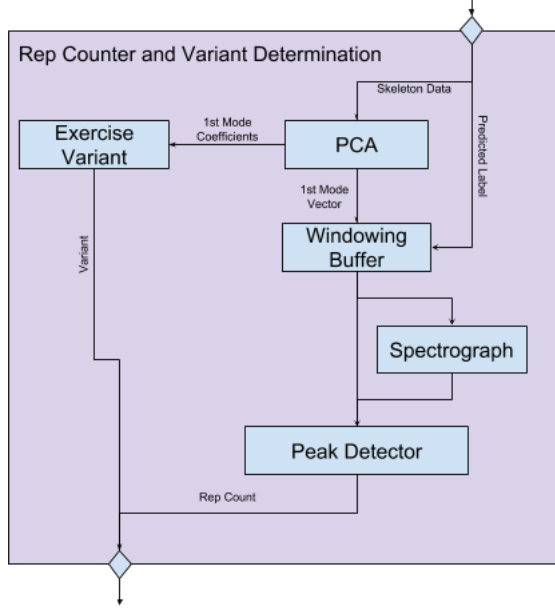 Rep Counter and Variant Determination
Skeleton Data
Predicted Label
1st Mode
Coefficients
Exercise
Variant
PCA
1st Mode
Vector
Windowing
Buffer
Variant
Spectrograph
Peak Detector
Rep Count